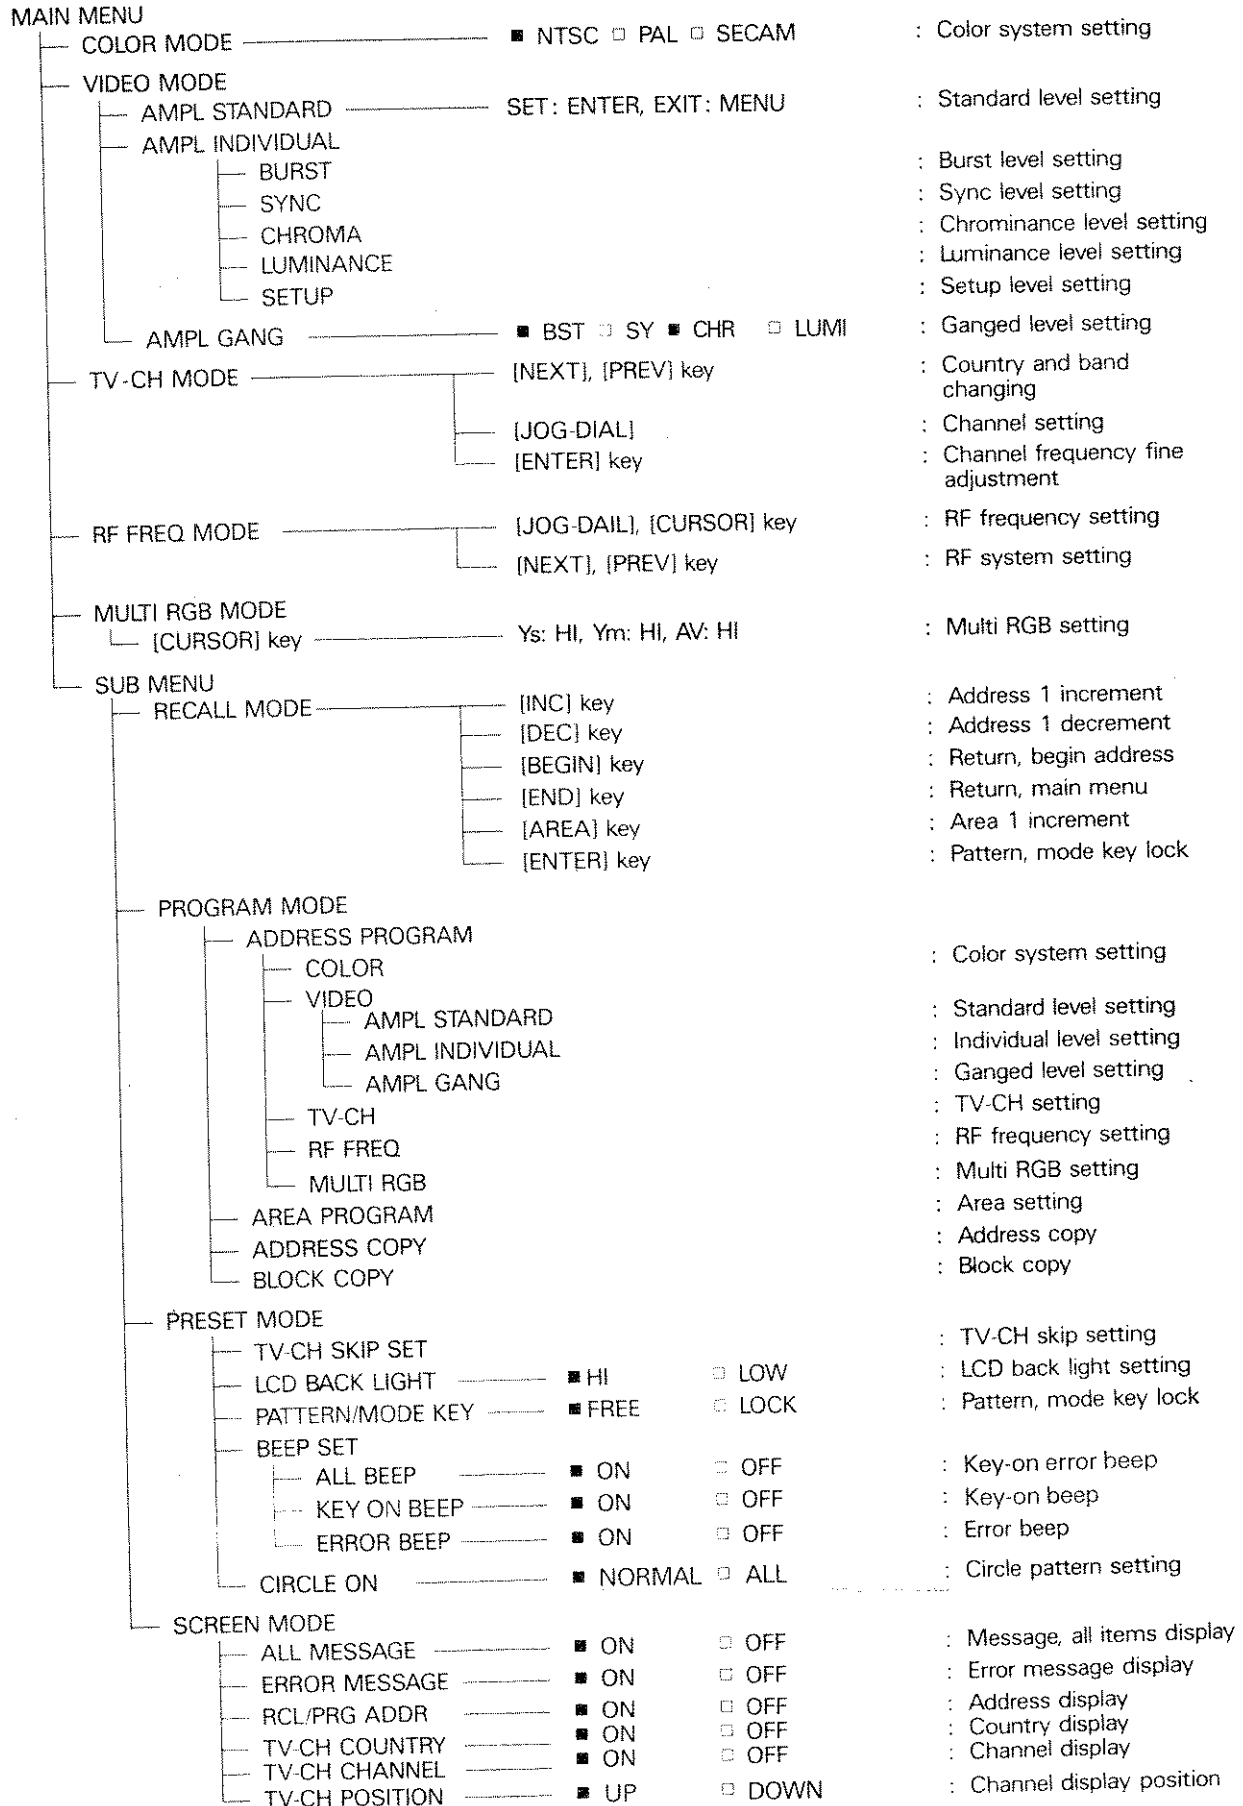 MAIN MENU
COLOR MODE ■ NTSC □ PAL □ SECAM : Color system setting
VIDEO MODE
AMPL STANDARD SET: ENTER, EXIT: MENU : Standard level setting
AMPL INDIVIDUAL
BURST : Burst level setting
SYNC : Sync level setting
CHROMA : Chrominance level setting
LUMINANCE : Luminance level setting
SETUP : Setup level setting
AMPL GANG ■ BST □ SY ■ CHR □ LUMI : Ganged level setting
TV-CH MODE [NEXT], [PREV] key : Country and band
changing
[JOG-DIAL] : Channel setting
[ENTER] key : Channel frequency fine
adjustment
RF FREQ MODE [JOG-DAIL], [CURSOR] key : RF frequency setting
[NEXT], [PREV] key : RF system setting
MULTI RGB MODE
[CURSOR] key Ys: HI, Ym: HI, AV: HI : Multi RGB setting
SUB MENU
RECALL MODE [INC] key : Address 1 increment
[DEC] key : Address 1 decrement
[BEGIN] key : Return, begin address
[END] key : Return, main menu
[AREA] key : Area 1 increment
[ENTER] key : Pattern, mode key lock
PROGRAM MODE
ADDRESS PROGRAM
COLOR : Color system setting
VIDEO
AMPL STANDARD : Standard level setting
AMPL INDIVIDUAL : Individual level setting
AMPL GANG : Ganged level setting
TV-CH : TV-CH setting
RF FREQ : RF frequency setting
MULTI RGB : Multi RGB setting
AREA PROGRAM : Area setting
ADDRESS COPY : Address copy
BLOCK COPY : Block copy
PRESET MODE
TV-CH SKIP SET : TV-CH skip setting
LCD BACK LIGHT ■ HI □ LOW : LCD back light setting
PATTERN/MODE KEY ■ FREE □ LOCK : Pattern, mode key lock
BEEP SET
ALL BEEP ■ ON □ OFF : Key-on error beep
KEY ON BEEP ■ ON □ OFF : Key-on beep
ERROR BEEP ■ ON □ OFF : Error beep
CIRCLE ON ■ NORMAL □ ALL : Circle pattern setting
SCREEN MODE
ALL MESSAGE ■ ON □ OFF : Message, all items display
ERROR MESSAGE ■ ON □ OFF : Error message display
RCL/PRG ADDR ■ ON □ OFF : Address display
TV-CH COUNTRY ■ ON □ OFF : Country display
TV-CH CHANNEL ■ ON □ OFF : Channel display
TV-CH POSITION ■ UP □ DOWN : Channel display position